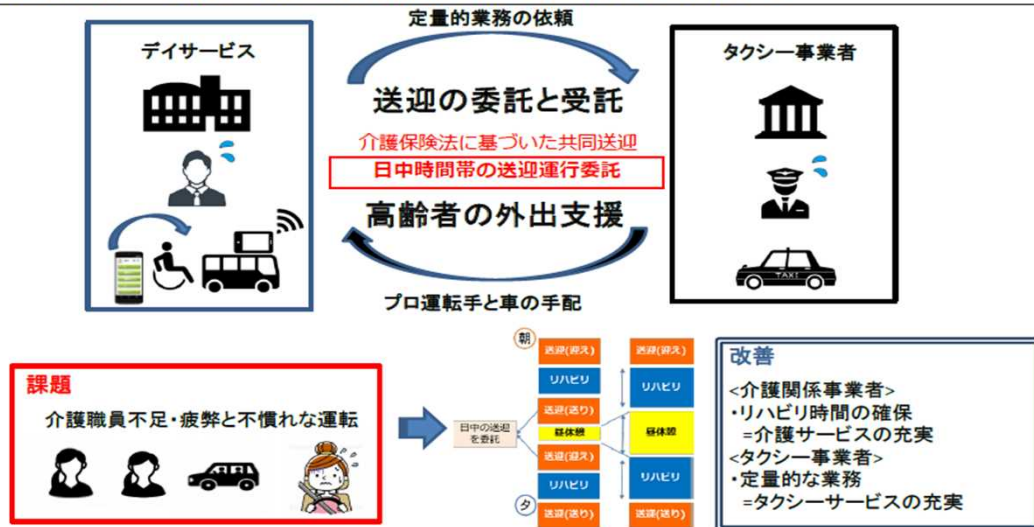 定量的業務の依頼
デイサービス
タクシー事業者
送迎の委託と受託
介護保険法に基づいた共同送迎
日中時間帯の送迎運行委託
高齢者の外出支援
TAXI
プロ運転手と車の手配
課題
介護職員不足・疲弊と不慣れな運転
日中の送迎
を委託
朝
送迎(迎え)
リハビリ
送迎(送り)
昼休憩
送迎(迎え)
リハビリ
夕
送迎(送り)
送迎(迎え)
リハビリ
昼休憩
リハビリ
送迎(送り)
改善
<介護関係事業者>
・リハビリ時間の確保
=介護サービスの充実
<タクシー事業者>
・定量的な業務
=タクシーサービスの充実